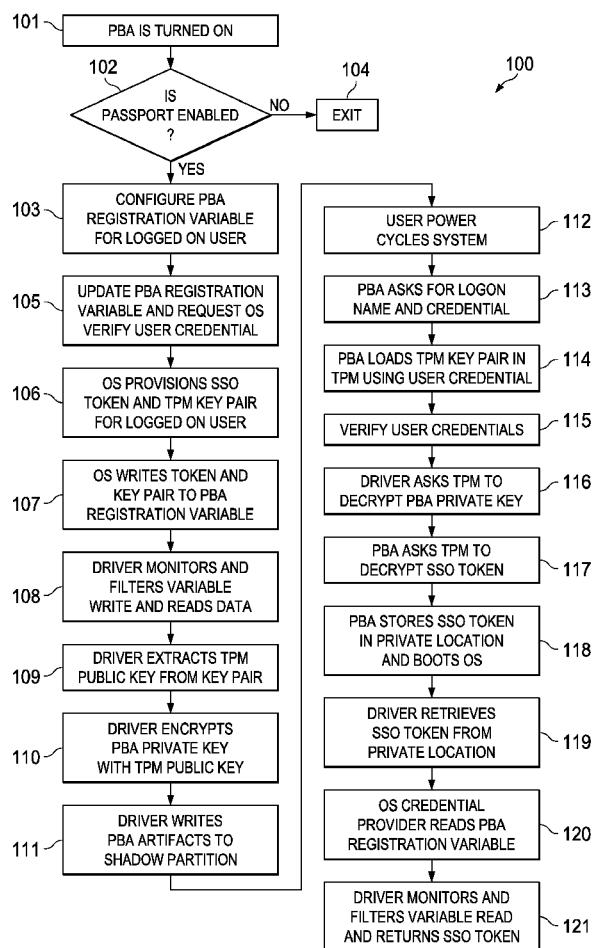 101
PBA IS TURNED ON
102
IS
PASSPORT ENABLED
?
NO
104
EXIT
100
YES
103
CONFIGURE PBA
REGISTRATION VARIABLE
FOR LOGGED ON USER
105
UPDATE PBA REGISTRATION
VARIABLE AND REQUEST OS
VERIFY USER CREDENTIAL
106
OS PROVISIONS SSO
TOKEN AND TPM KEY PAIR
FOR LOGGED ON USER
107
OS WRITES TOKEN AND
KEY PAIR TO PBA
REGISTRATION VARIABLE
108
DRIVER MONITORS AND
FILTERS VARIABLE
WRITE AND READS DATA
109
DRIVER EXTRACTS TPM
PUBLIC KEY FROM KEY PAIR
110
DRIVER ENCRYPTS
PBA PRIVATE KEY
WITH TPM PUBLIC KEY
111
DRIVER WRITES
PBA ARTIFACTS TO
SHADOW PARTITION
USER POWER
CYCLES SYSTEM
112
PBA ASKS FOR LOGON
NAME AND CREDENTIAL
113
PBA LOADS TPM KEY PAIR IN
TPM USING USER CREDENTIAL
114
VERIFY USER CREDENTIALS
115
DRIVER ASKS TPM TO
DECRYPT PBA PRIVATE KEY
116
PBA ASKS TPM TO
DECRYPT SSO TOKEN
117
PBA STORES SSO TOKEN
IN PRIVATE LOCATION
AND BOOTS OS
118
DRIVER RETRIEVES
SSO TOKEN FROM
PRIVATE LOCATION
119
OS CREDENTIAL
PROVIDER READS PBA
REGISTRATION VARIABLE
120
DRIVER MONITORS AND
FILTERS VARIABLE READ
AND RETURNS SSO TOKEN
121